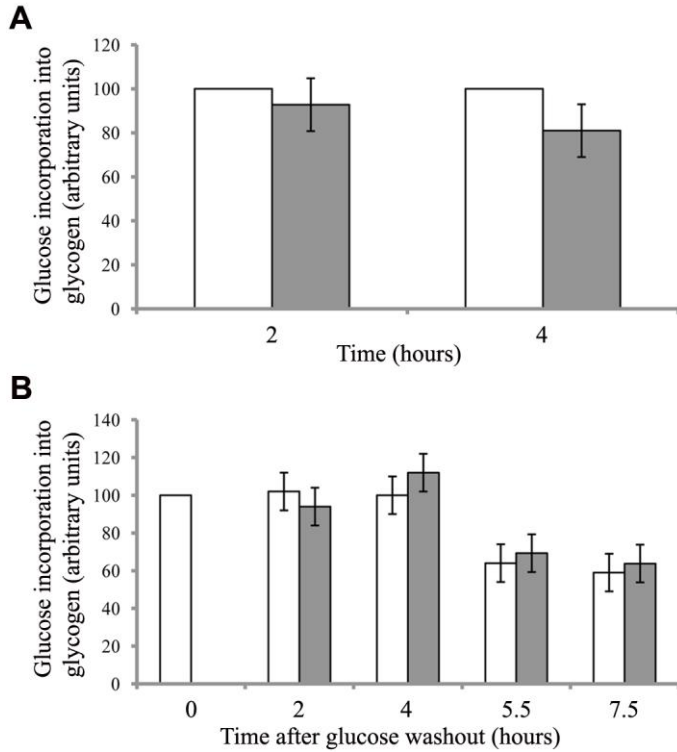 A
Glucose incorporation into
glycogen (arbitrary units)
120
100
80
60
40
20
0
2 4
Time (hours)
B
Glucose incorporation into
glycogen (arbitrary units)
140
120
100
80
60
40
20
0
0 2 4 5.5 7.5
Time after glucose washout (hours)